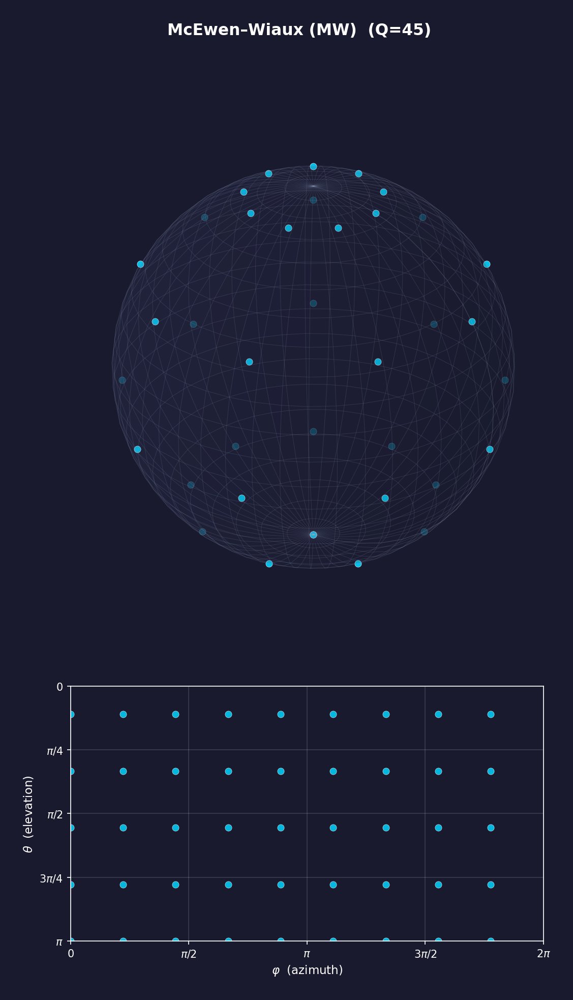 McEwen–Wiaux (MW)  (Q=45)
0
π/4
π/2
3π/4
π
θ  (elevation)
0
π/2
π
3π/2
2π
φ  (azimuth)